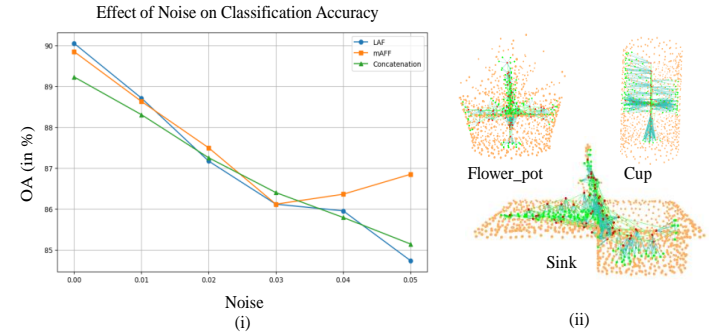 Effect of Noise on Classification Accuracy
LAF
mAFF
Concatenation
90
89
88
87
86
85
OA (in %)
0.00 0.01 0.02 0.03 0.04 0.05
Noise
(i)
Flower_pot
Cup
Sink
(ii)